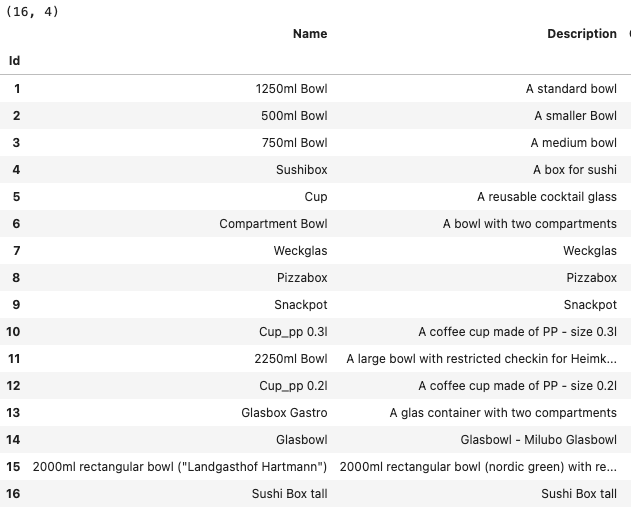 (16, 4)
Name Description
Id
1 1250ml Bowl A standard bowl
2 500ml Bowl A smaller Bowl
3 750ml Bowl A medium bowl
4 Sushibox A box for sushi
5 Cup A reusable cocktail glass
6 Compartment Bowl A bowl with two compartments
7 Weckglas Weckglas
8 Pizzabox Pizzabox
9 Snackpot Snackpot
10 Cup_pp 0.3l A coffee cup made of PP - size 0.3l
11 2250ml Bowl A large bowl with restricted checkin for Heimk...
12 Cup_pp 0.2l A coffee cup made of PP - size 0.2l
13 Glasbox Gastro A glas container with two compartments
14 Glasbowl Glasbowl - Milubo Glasbowl
15 2000ml rectangular bowl ("Landgasthof Hartmann") 2000ml rectangular bowl (nordic green) with re...
16 Sushi Box tall Sushi Box tall